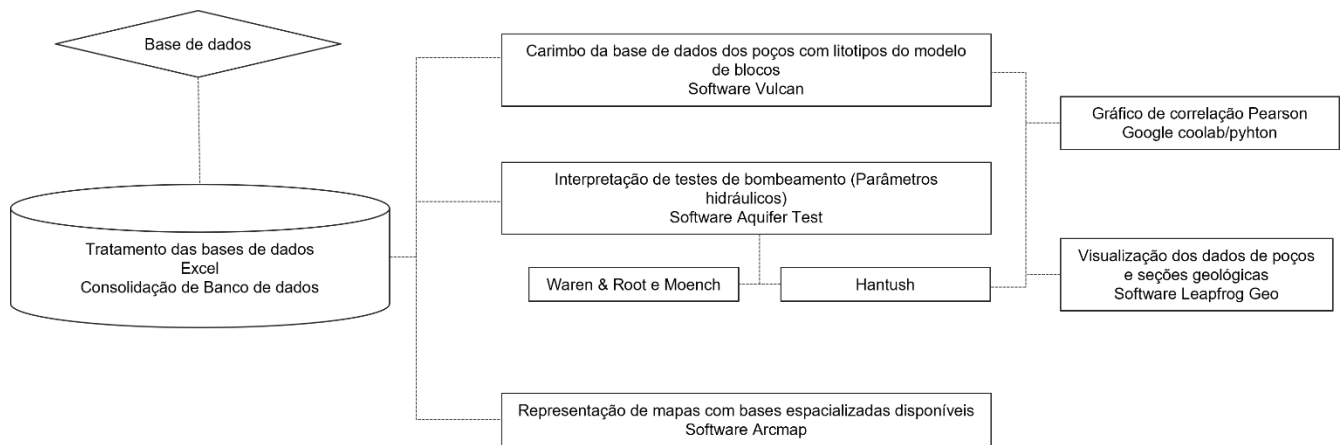 Base de dados
Tratamento das bases de dados
Excel
Consolidação de Banco de dados
Carimbo da base de dados dos poços com litotipos do modelo
de blocos
Software Vulcan
Interpretação de testes de bombeamento (Parâmetros
hidráulicos)
Software Aquifer Test
Waren & Root e Moench
Hantush
Representação de mapas com bases espacializadas disponíveis
Software Arcmap
Gráfico de correlação Pearson
Google coolab/pyhton
Visualização dos dados de poços
e seções geológicas
Software Leapfrog Geo